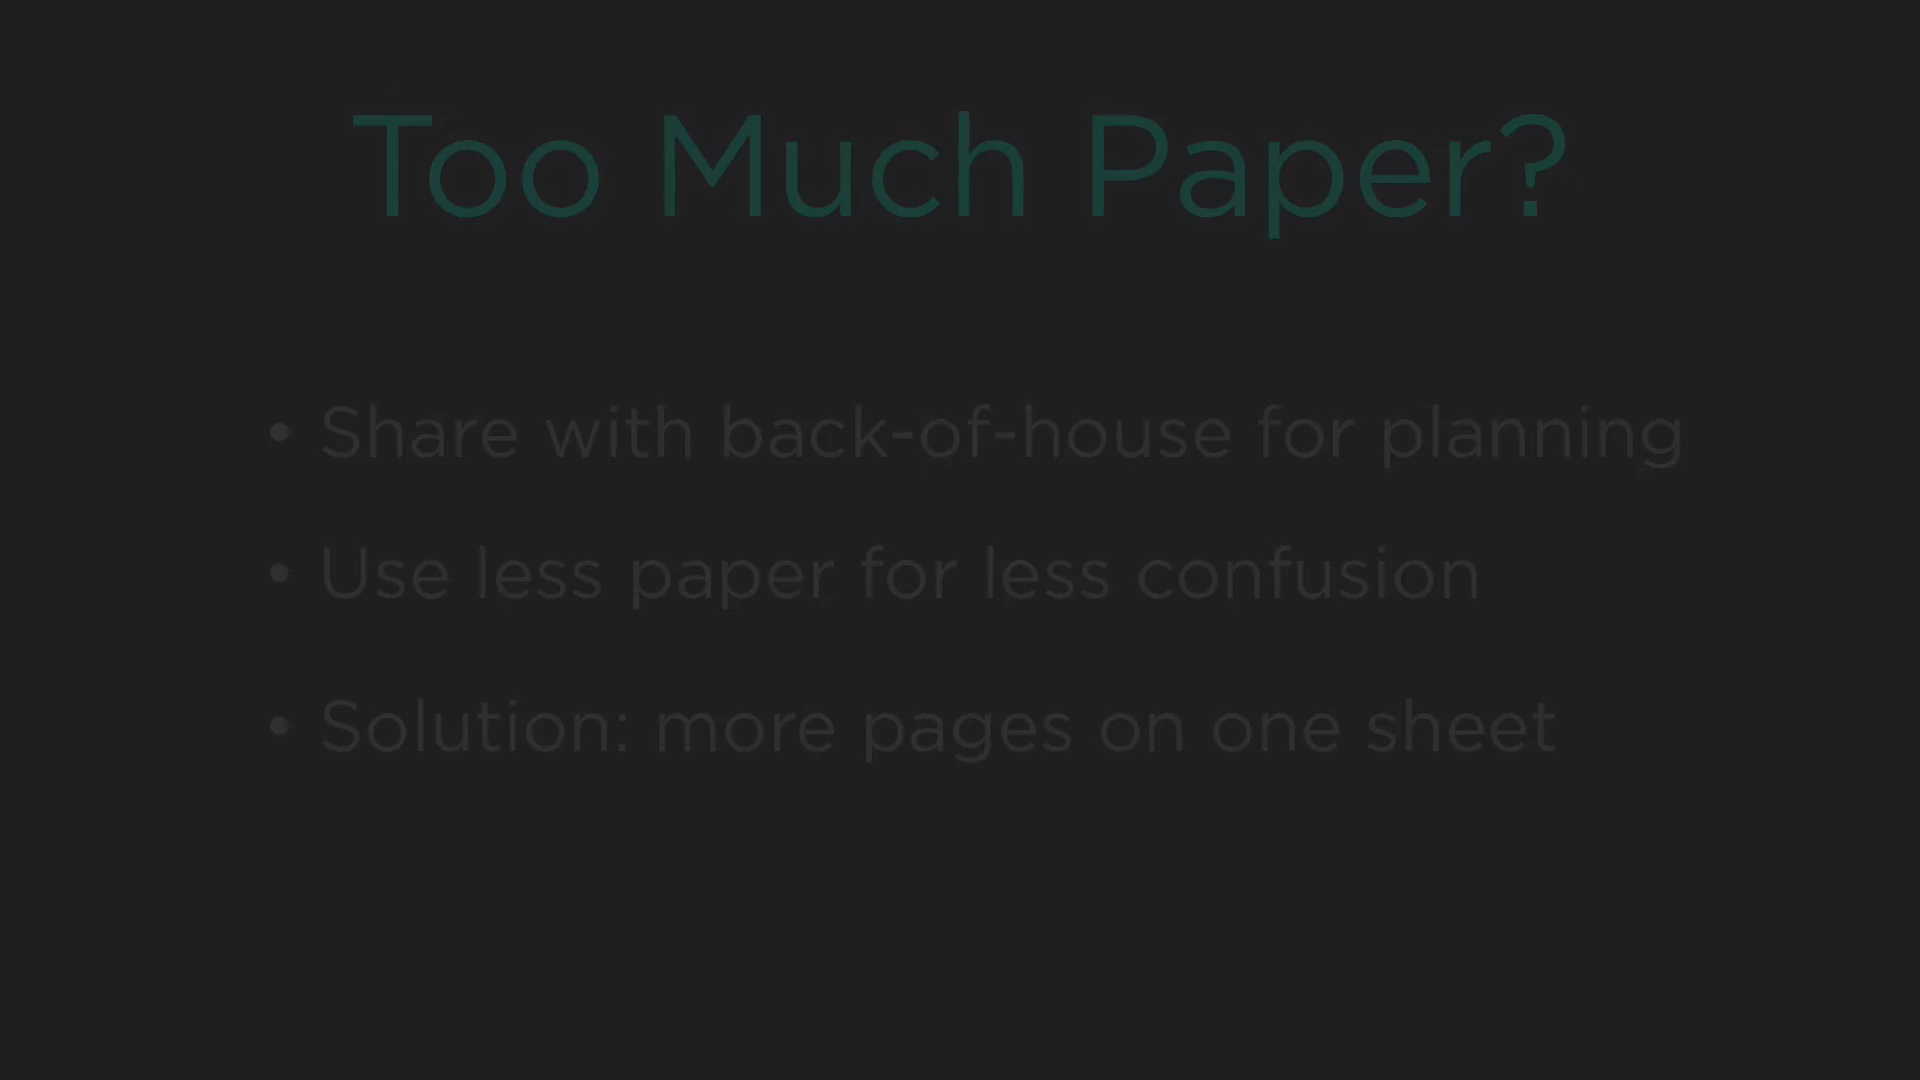 Too Much Paper?
• Share with back-of-house for planning
• Use less paper for less confusion
• Solution: more pages on one sheet